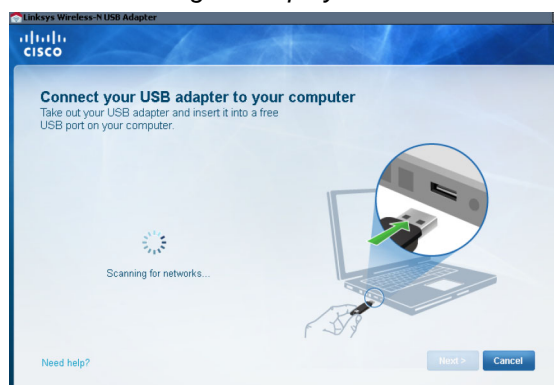 Linksys Wireless-N USB Adapter
CISCO
Connect your USB adapter to your computer
Take out your USB adapter and insert it into a free
USB port on your computer.
Scanning for networks...
Need help?
Next >
Cancel